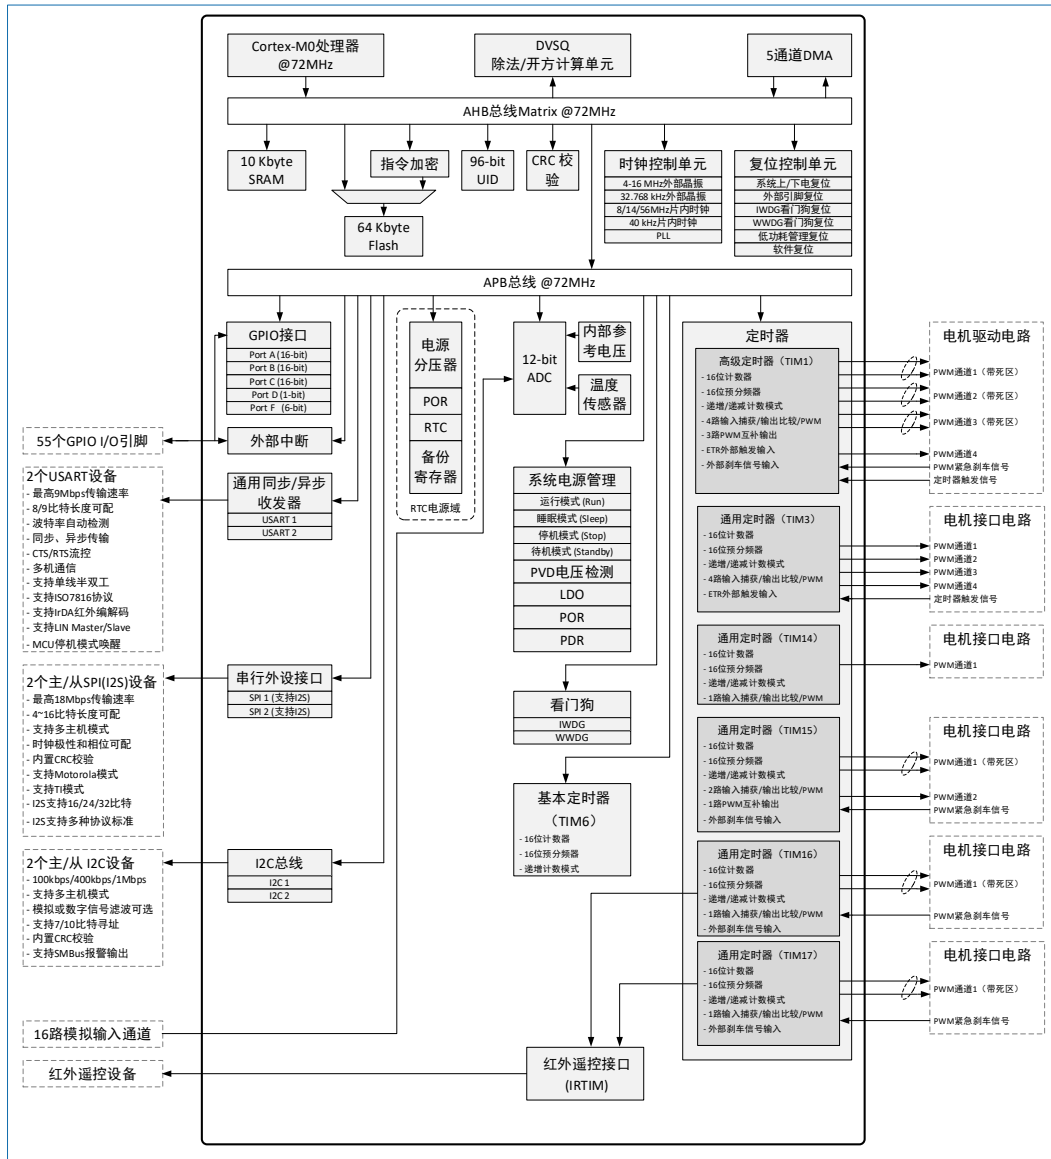 Cortex-M0处理器
@72MHz
DVSQ
除法/开方计算单元
5通道DMA
AHB总线Matrix @72MHz
10 Kbyte
SRAM
指令加密
96-bit
UID
CRC 校
验
64 Kbyte
Flash
时钟控制单元
4-16 MHz外部晶振
32.768 kHz外部晶振
8/14/56MHz片内时钟
40 kHz片内时钟
PLL
复位控制单元
系统上/下电复位
外部引脚复位
IWDG看门狗复位
WWDG看门狗复位
低功耗管理复位
软件复位
APB总线 @72MHz
GPIO接口
Port A (16-bit)
Port B (16-bit)
Port C (16-bit)
Port D (1-bit)
Port F (6-bit)
外部中断
55个GPIO I/O引脚
电源
分压器
POR
RTC
备份
寄存器
RTC电源域
12-bit
ADC
内部参
考电压
温度
传感器
2个USART设备
- 最高9Mbps传输速率
- 8/9比特长度可配
- 波特率自动检测
- 同步、异步传输
- CTS/RTS流控
- 多机通信
- 支持单线半双工
- 支持ISO7816协议
- 支持IrDA红外编解码
- 支持LIN Master/Slave
- MCU停机模式唤醒
通用同步/异步
收发器
USART 1
USART 2
系统电源管理
运行模式 (Run)
睡眠模式 (Sleep)
停机模式 (Stop)
待机模式 (Standby)
PVD电压检测
LDO
POR
PDR
2个主/从SPI(I2S)设备
- 最高18Mbps传输速率
- 4~16比特长度可配
- 支持多主机模式
- 时钟极性和相位可配
- 内置CRC校验
- 支持Motorola模式
- 支持TI模式
- I2S支持16/24/32比特
- I2S支持多种协议标准
串行外设接口
SPI 1 (支持I2S)
SPI 2 (支持I2S)
看门狗
IWDG
WWDG
基本定时器
（TIM6）
- 16位计数器
- 16位预分频器
- 递增计数模式
2个主/从 I2C设备
- 100kbps/400kbps/1Mbps
- 支持多主机模式
- 模拟或数字信号滤波可选
- 支持7/10比特寻址
- 内置CRC校验
- 支持SMBus报警输出
I2C总线
I2C 1
I2C 2
16路模拟输入通道
红外遥控设备
红外遥控接口
(IRTIM)
定时器
高级定时器（TIM1）
- 16位计数器
- 16位预分频器
- 递增/递减计数模式
- 4路输入捕获/输出比较/PWM
- 3路PWM互补输出
- ETR外部触发输入
- 外部刹车信号输入
电机驱动电路
PWM通道1（带死区）
PWM通道2（带死区）
PWM通道3（带死区）
PWM通道4
PWM紧急刹车信号
定时器触发信号
通用定时器（TIM3）
- 16位计数器
- 16位预分频器
- 递增/递减计数模式
- 4路输入捕获/输出比较/PWM
- ETR外部触发输入
电机接口电路
PWM通道1
PWM通道2
PWM通道3
PWM通道4
定时器触发信号
通用定时器（TIM14）
- 16位计数器
- 16位预分频器
- 递增/递减计数模式
- 1路输入捕获/输出比较/PWM
电机接口电路
PWM通道1
通用定时器（TIM15）
- 16位计数器
- 16位预分频器
- 递增/递减计数模式
- 2路输入捕获/输出比较/PWM
- 1路PWM互补输出
- 外部刹车信号输入
电机接口电路
PWM通道1（带死区）
PWM通道2
PWM紧急刹车信号
通用定时器（TIM16）
- 16位计数器
- 16位预分频器
- 递增/递减计数模式
- 1路输入捕获/输出比较/PWM
- 外部刹车信号输入
电机接口电路
PWM通道1（带死区）
PWM紧急刹车信号
通用定时器（TIM17）
- 16位计数器
- 16位预分频器
- 递增/递减计数模式
- 1路输入捕获/输出比较/PWM
- 外部刹车信号输入
电机接口电路
PWM通道1（带死区）
PWM紧急刹车信号